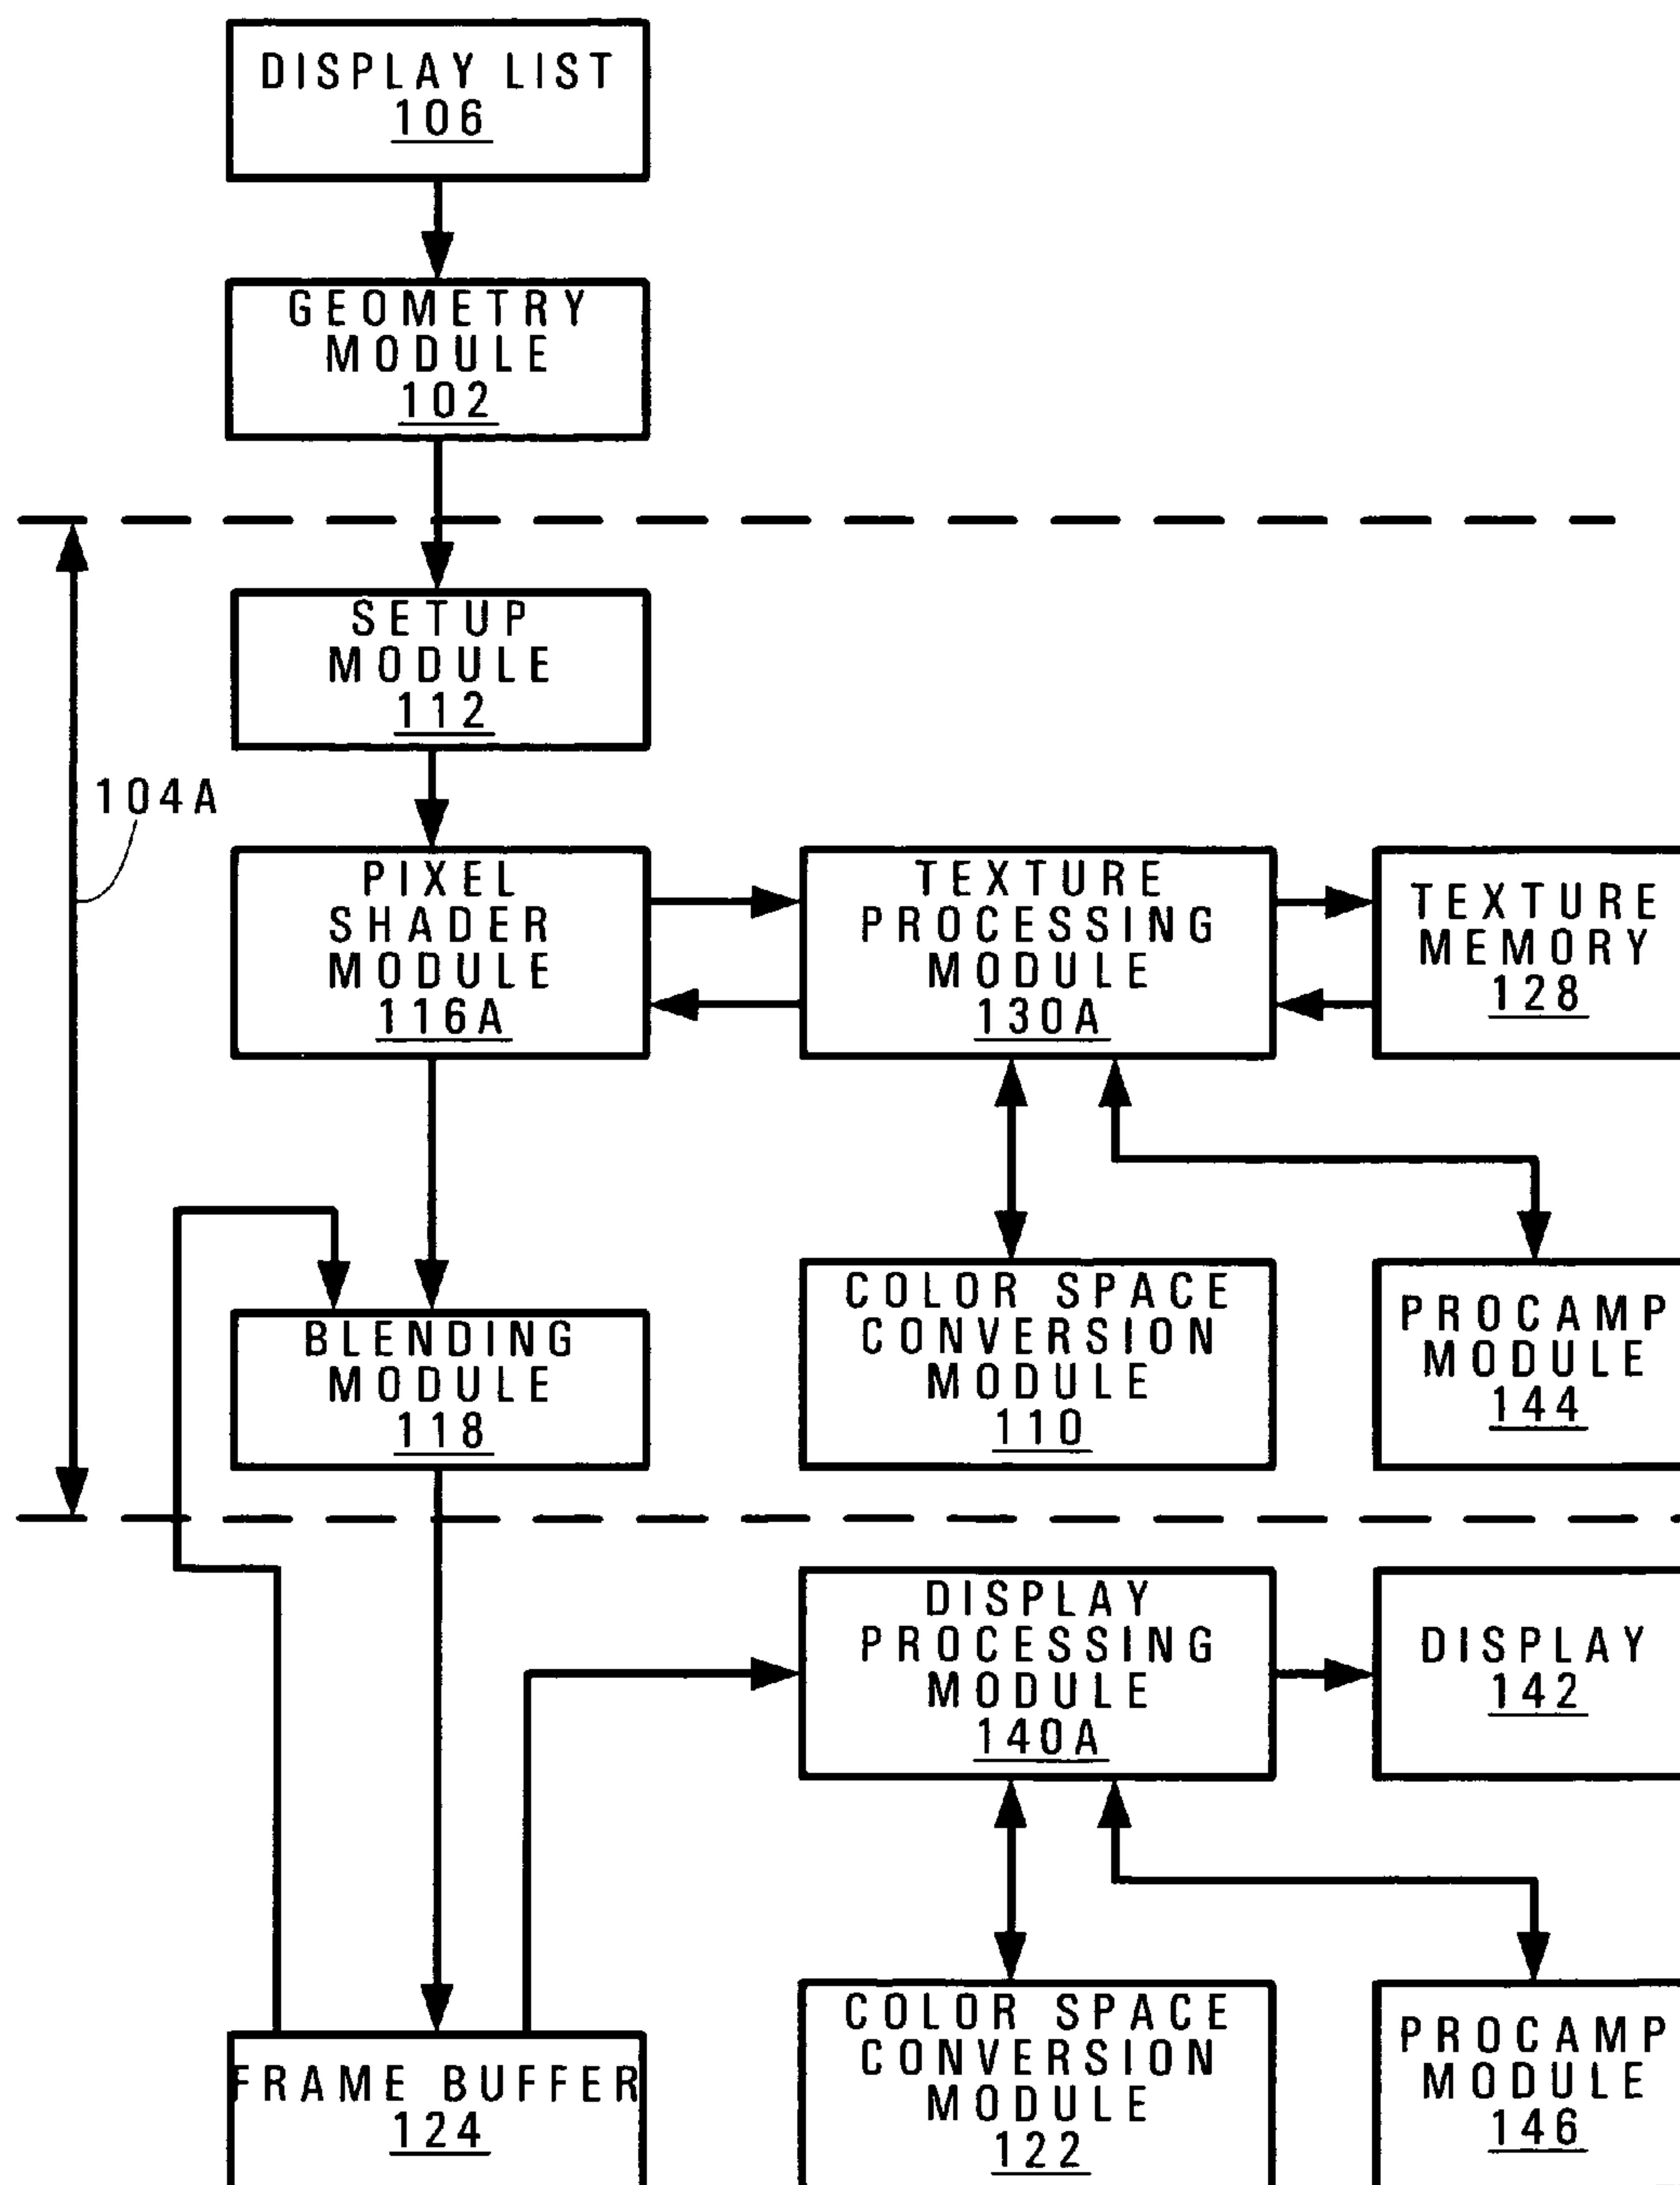 DISPLAY LIST
106
GEOMETRY
MODULE
102
SETUP
MODULE
112
104A
PIXEL
SHADER
MODULE
116A
TEXTURE
PROCESSING
MODULE
130A
TEXTURE
MEMORY
128
BLENDING
MODULE
118
COLOR SPACE
CONVERSION
MODULE
110
PROCAMP
MODULE
144
DISPLAY
PROCESSING
MODULE
140A
DISPLAY
142
FRAME BUFFER
124
COLOR SPACE
CONVERSION
MODULE
122
PROCAMP
MODULE
146